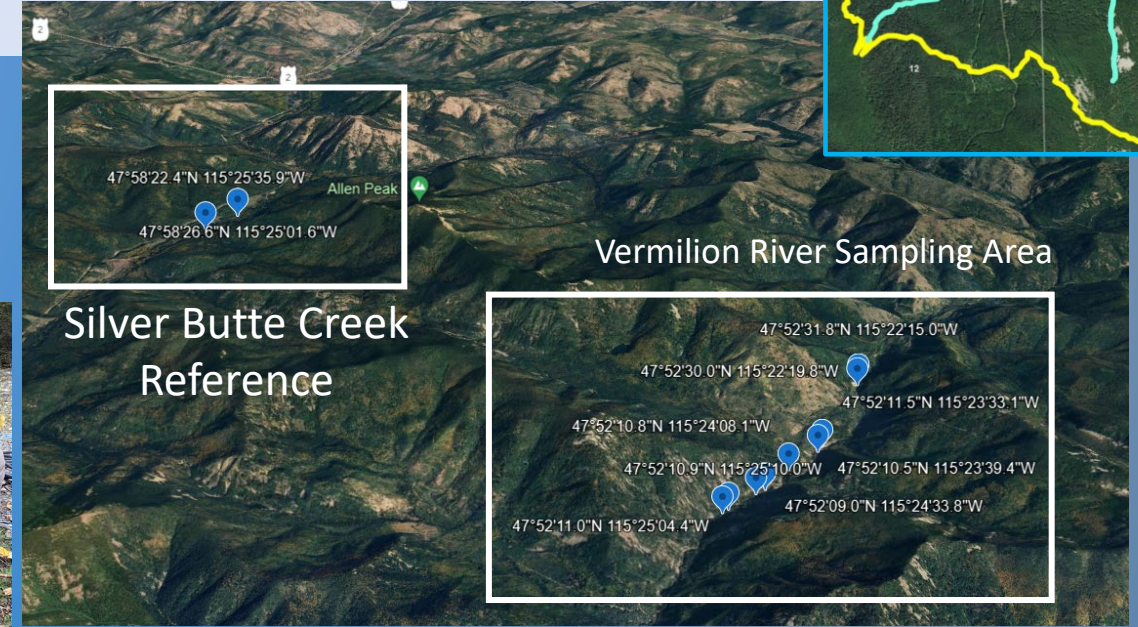 2
2
47°58'22.4"N 115°25'35.9"W
Allen Peak
47°58'26.6"N 115°25'01.6"W
Silver Butte Creek
Reference
12
Vermilion River Sampling Area
47°52'31.8"N 115°22'15.0"W
47°52'30.0"N 115°22'19.8"W
47°52'11.5"N 115°23'33.1"W
47°52'10.8"N 115°24'08.1"W
47°52'10.9"N 115°25'10.0"W
47°52'10.5"N 115°23'39.4"W
47°52'09.0"N 115°24'33.8"W
47°52'11.0"N 115°25'04.4"W